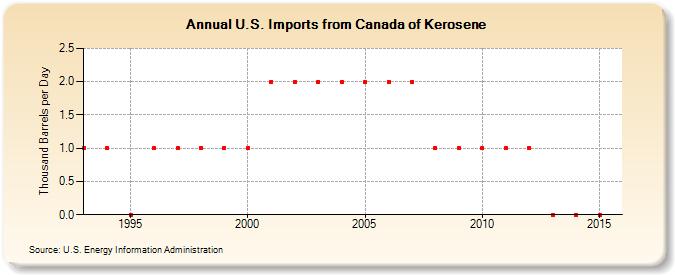 Annual U.S. Imports from Canada of Kerosene
Thousand Barrels per Day
2.5
2.0
1.5
1.0
0.5
0.0
1995 2000 2005 2010 2015
Source: U.S. Energy Information Administration